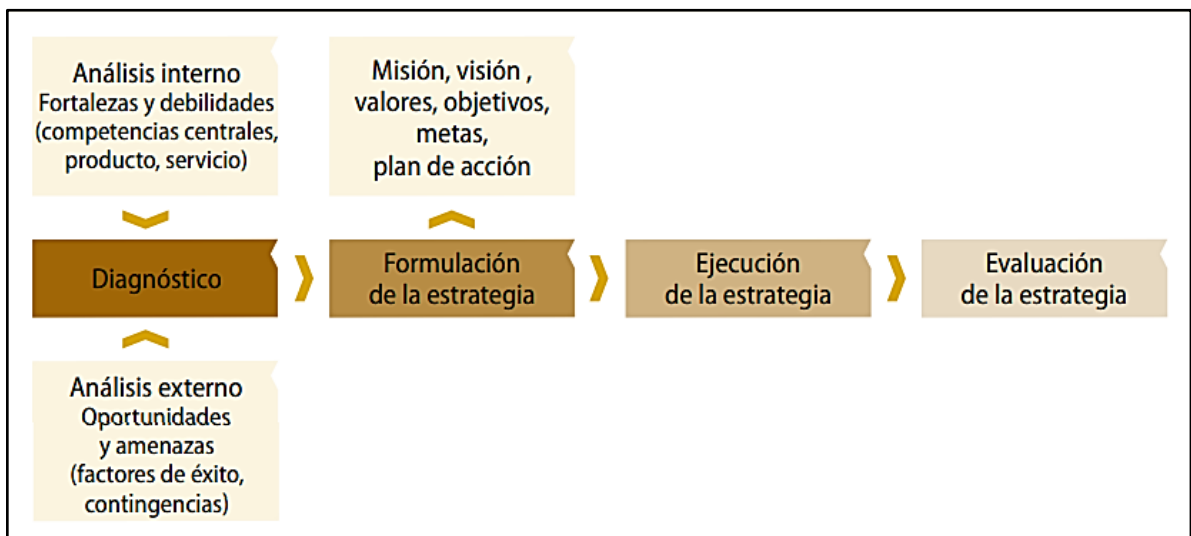 Análisis interno
Fortalezas y debilidades
(competencias centrales,
producto, servicio)
Misión, visión ,
valores, objetivos,
metas,
plan de acción
Diagnóstico
Formulación
de la estrategia
Ejecución
de la estrategia
Evaluación
de la estrategia
Análisis externo
Oportunidades
y amenazas
(factores de éxito,
contingencias)